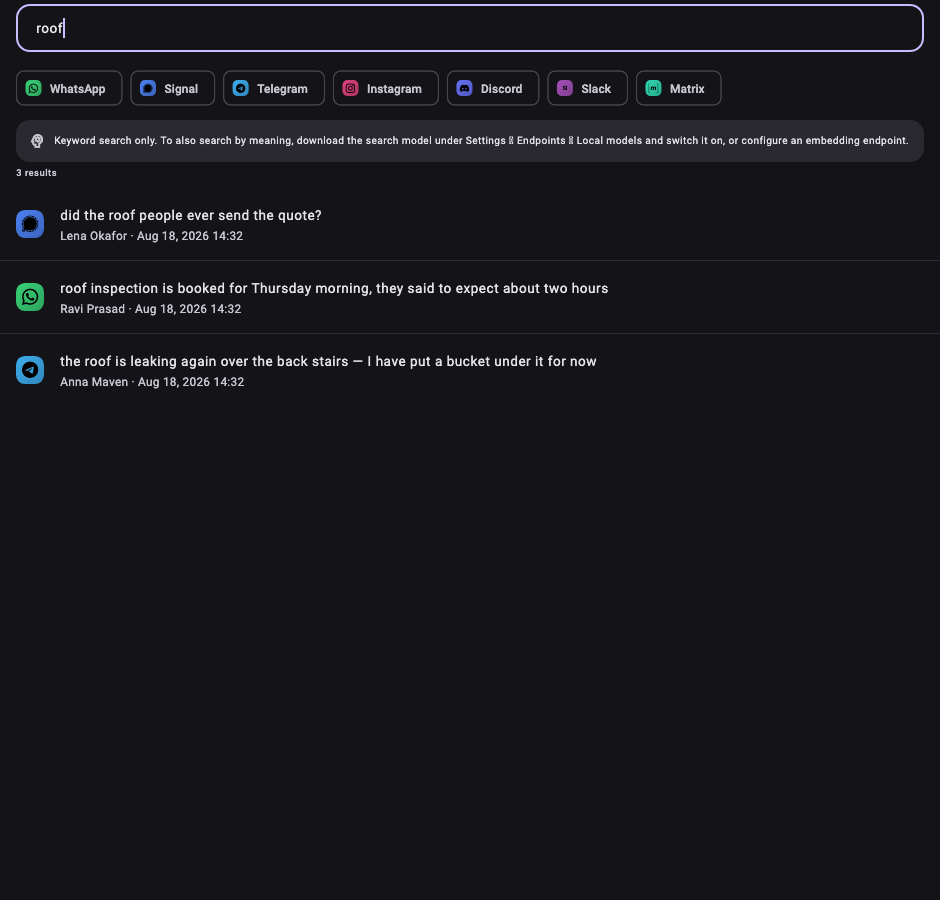 roof
WhatsApp Signal Telegram Instagram Discord Slack Matrix
Keyword search only. To also search by meaning, download the search model under Settings ▯ Endpoints ▯ Local models and switch it on, or configure an embedding endpoint.
3 results
did the roof people ever send the quote?
Lena Okafor · Aug 18, 2026 14:32
roof inspection is booked for Thursday morning, they said to expect about two hours
Ravi Prasad · Aug 18, 2026 14:32
the roof is leaking again over the back stairs — I have put a bucket under it for now
Anna Maven · Aug 18, 2026 14:32